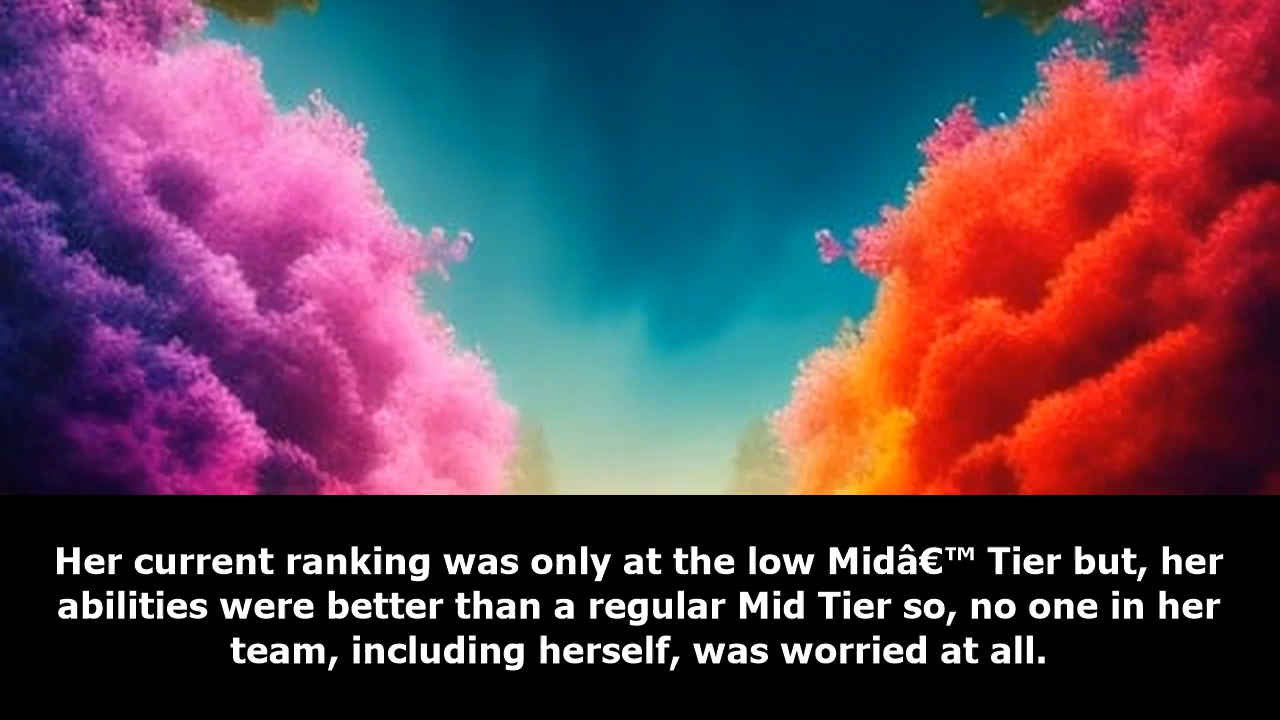 Her current ranking was only at the low Midâ€™ Tier but, her
abilities were better than a regular Mid Tier so, no one in her
team, including herself, was worried at all.